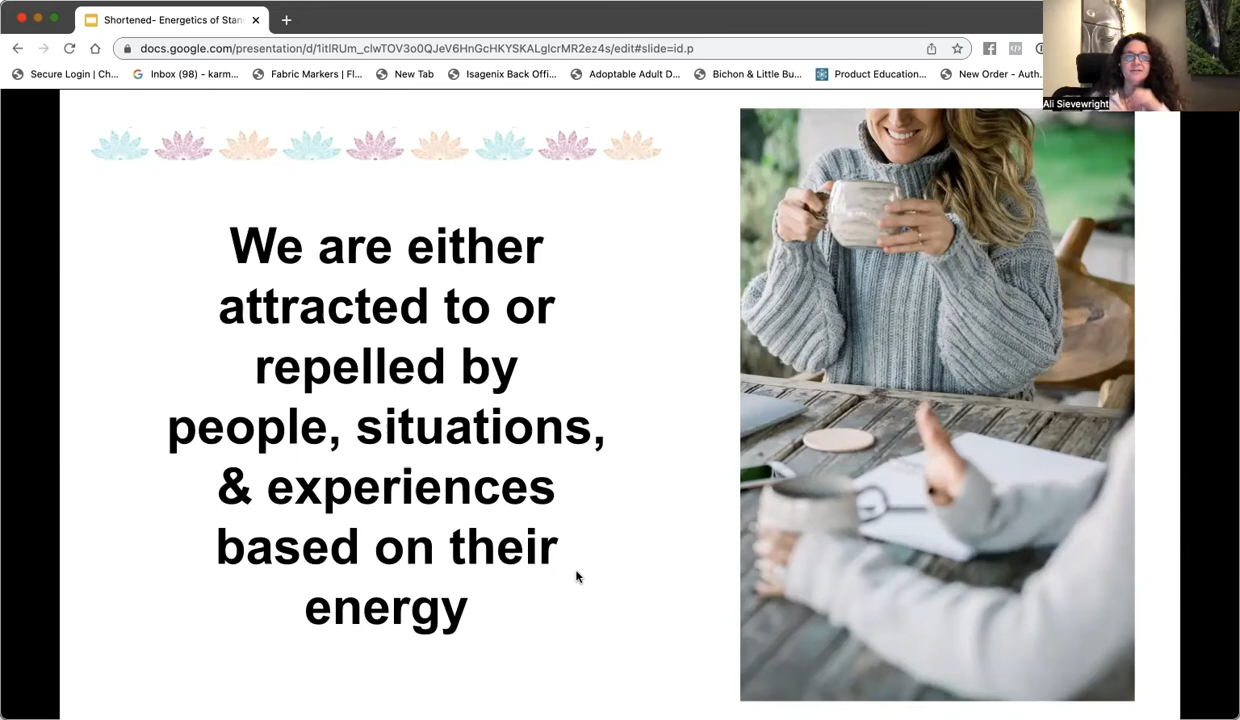 Shortened- Energetics of Stan
docs.google.com/presentation/d/1itlRUm_clwTOV3o0QJeV6HnGcHKYSKALglcrMR2ez4s/edit#slide=id.p
Secure Login | Ch... Inbox (98) - karm... Fabric Markers | Fl... New Tab Isagenix Back Offi... Adoptable Adult D... Bichon & Little Bu... Product Education... New Order - Auth...
Ali Sievewright
We are either
attracted to or
repelled by
people, situations,
& experiences
based on their
energy